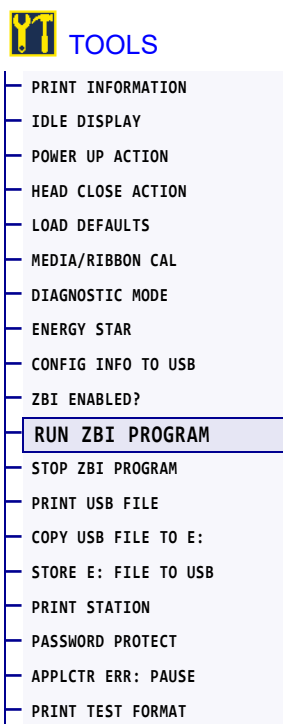 TOOLS
PRINT INFORMATION
IDLE DISPLAY
POWER UP ACTION
HEAD CLOSE ACTION
LOAD DEFAULTS
MEDIA/RIBBON CAL
DIAGNOSTIC MODE
ENERGY STAR
CONFIG INFO TO USB
ZBI ENABLED?
RUN ZBI PROGRAM
STOP ZBI PROGRAM
PRINT USB FILE
COPY USB FILE TO E:
STORE E: FILE TO USB
PRINT STATION
PASSWORD PROTECT
APPLCTR ERR: PAUSE
PRINT TEST FORMAT